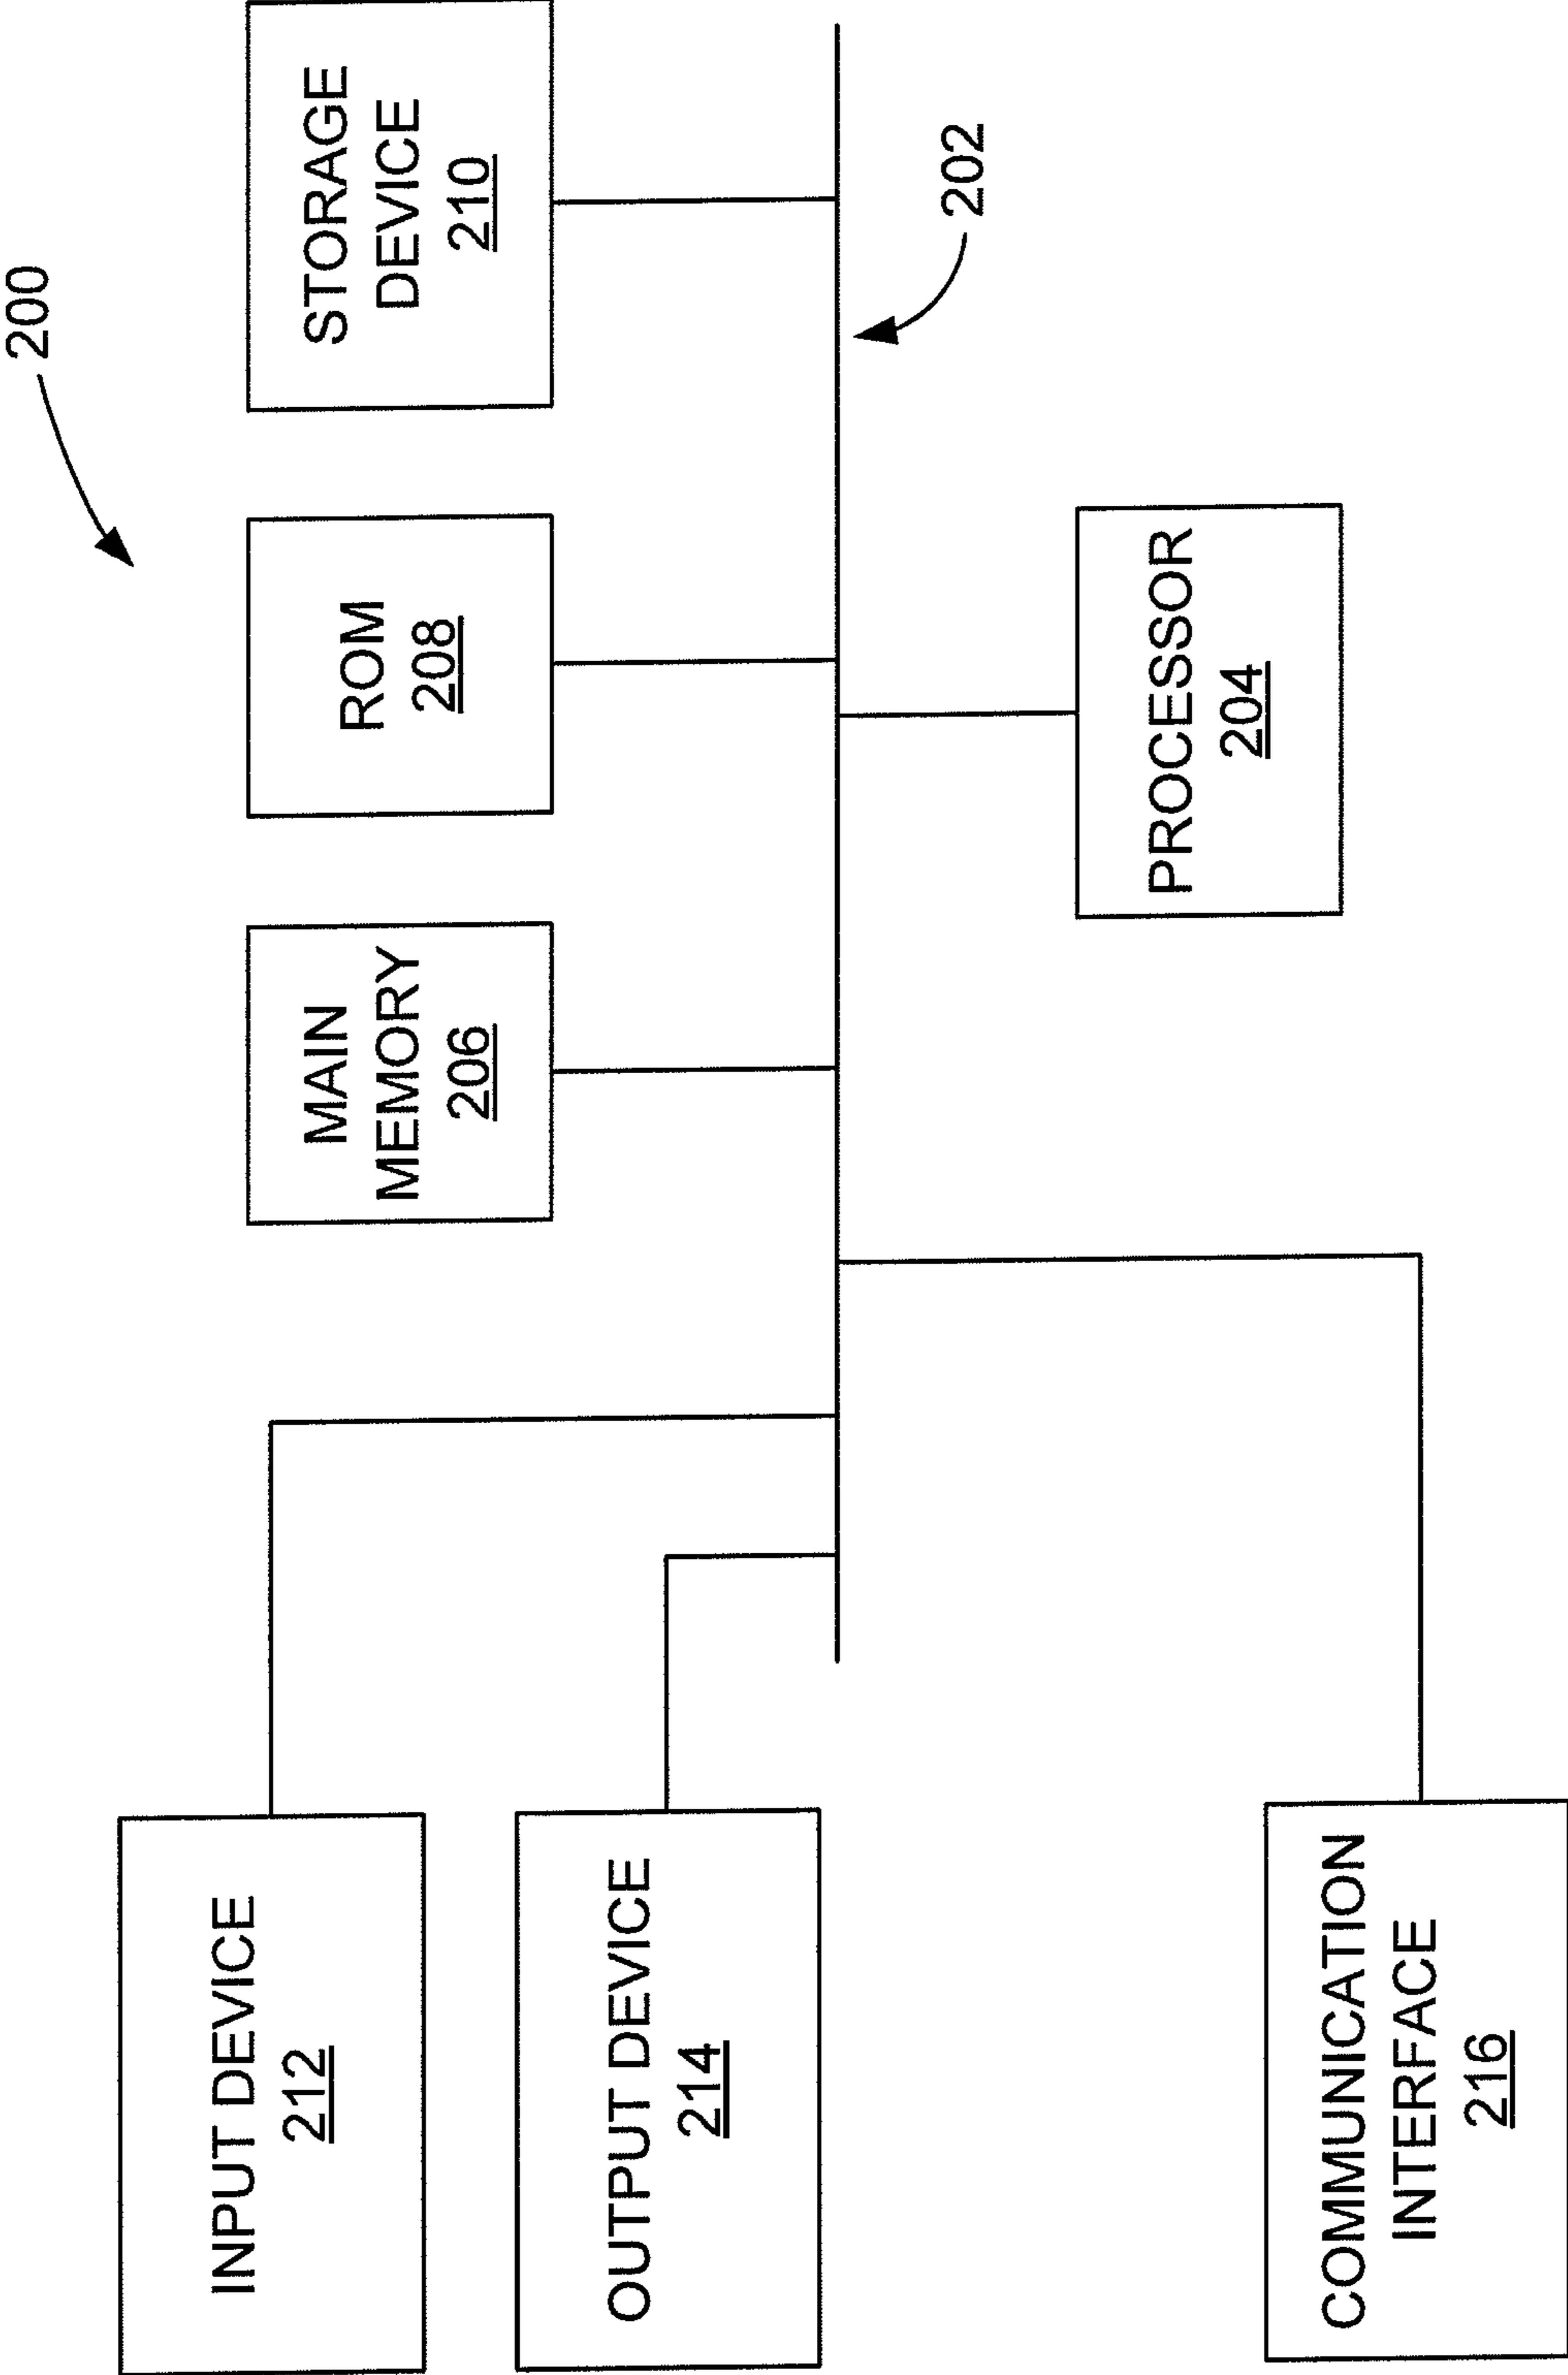 200
MAIN
MEMORY
206
ROM
208
STORAGE
DEVICE
210
INPUT DEVICE
212
OUTPUT DEVICE
214
202
PROCESSOR
204
COMMUNICATION
INTERFACE
216